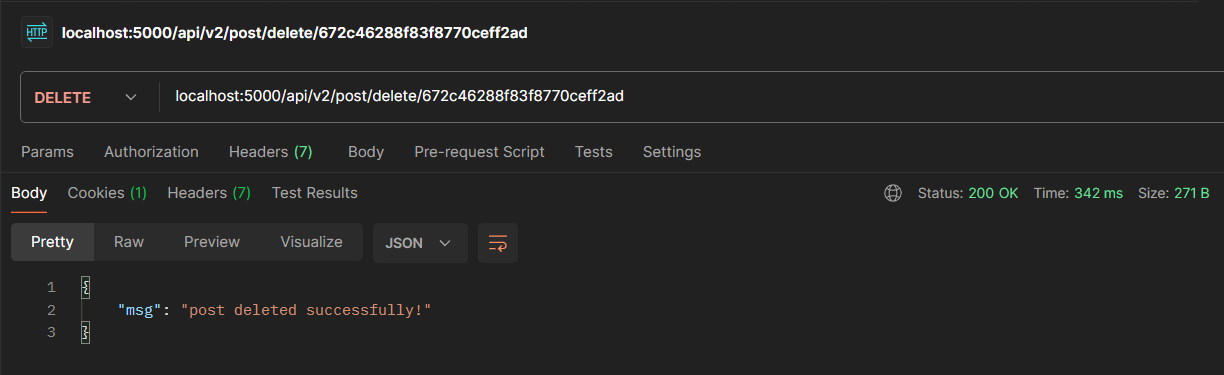 HTTP localhost:5000/api/v2/post/delete/672c46288f83f8770ceff2ad
DELETE localhost:5000/api/v2/post/delete/672c46288f83f8770ceff2ad
Params Authorization Headers (7) Body Pre-request Script Tests Settings
Body Cookies (1) Headers (7) Test Results Status: 200 OK Time: 342 ms Size: 271 B
Pretty Raw Preview Visualize JSON
1 {
2 "msg": "post deleted successfully!"
3 }